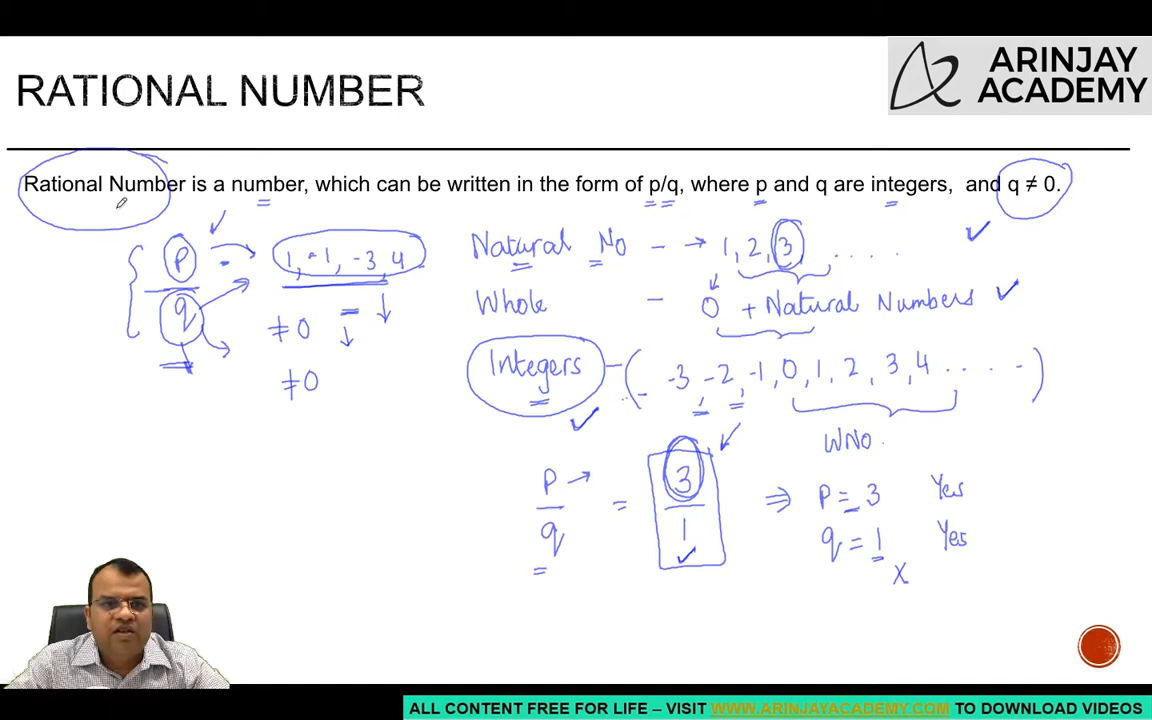 RATIONAL NUMBER
ARINJAY
ACADEMY
Rational Number is a number, which can be written in the form of p/q, where p and q are integers, and q ≠ 0.
p/q
1, -1, -3, 4
≠ 0
≠ 0
Natural No - → 1, 2, 3 . . . .
Whole - 0 + Natural Numbers
Integers - ( -3, -2, -1, 0, 1, 2, 3, 4 . . . . - )
WNO.
P/q = 3/1 ⇒ P = 3 Yes
q = 1 Yes
X
ALL CONTENT FREE FOR LIFE – VISIT WWW.ARINJAYACADEMY.COM TO DOWNLOAD VIDEOS